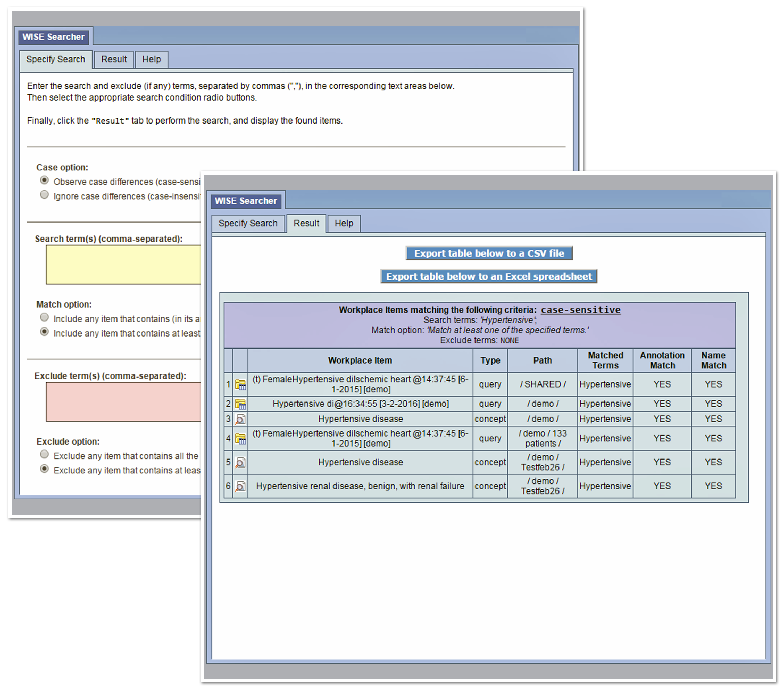 WISE Searcher
Specify Search Result Help
Enter the search and exclude (if any) terms, separated by commas (","), in the corresponding text areas below.
Then select the appropriate search condition radio buttons.
Finally, click the "Result" tab to perform the search, and display the found items.
Case option:
Observe case differences (case-sensi
Ignore case differences (case-insensit
Search term(s) (comma-separated):
Match option:
Include any item that contains (in its a
Include any item that contains at least
Exclude term(s) (comma-separated):
Exclude option:
Exclude any item that contains all the
Exclude any item that contains at leas
WISE Searcher
Specify Search Result Help
Export table below to a CSV file
Export table below to an Excel spreadsheet
Workplace Items matching the following criteria: case-sensitive
Search terms: 'Hypertensive',
Match option: 'Match at least one of the specified terms.'
Exclude terms: NONE
Workplace Item Type Path Matched Terms Annotation Match Name Match
1 (t) FemaleHypertensive diIschemic heart @14:37:45 [6-1-2015] [demo] query / SHARED / Hypertensive YES YES
2 Hypertensive di@16:34:55 [3-2-2016] [demo] query / demo / Hypertensive YES YES
3 Hypertensive disease concept / demo / Hypertensive YES YES
4 (t) FemaleHypertensive diIschemic heart @14:37:45 [6-1-2015] [demo] query / demo / 133 patients / Hypertensive YES YES
5 Hypertensive disease concept / demo / Testfeb26 / Hypertensive YES YES
6 Hypertensive renal disease, benign, with renal failure concept / demo / Testfeb26 / Hypertensive YES YES